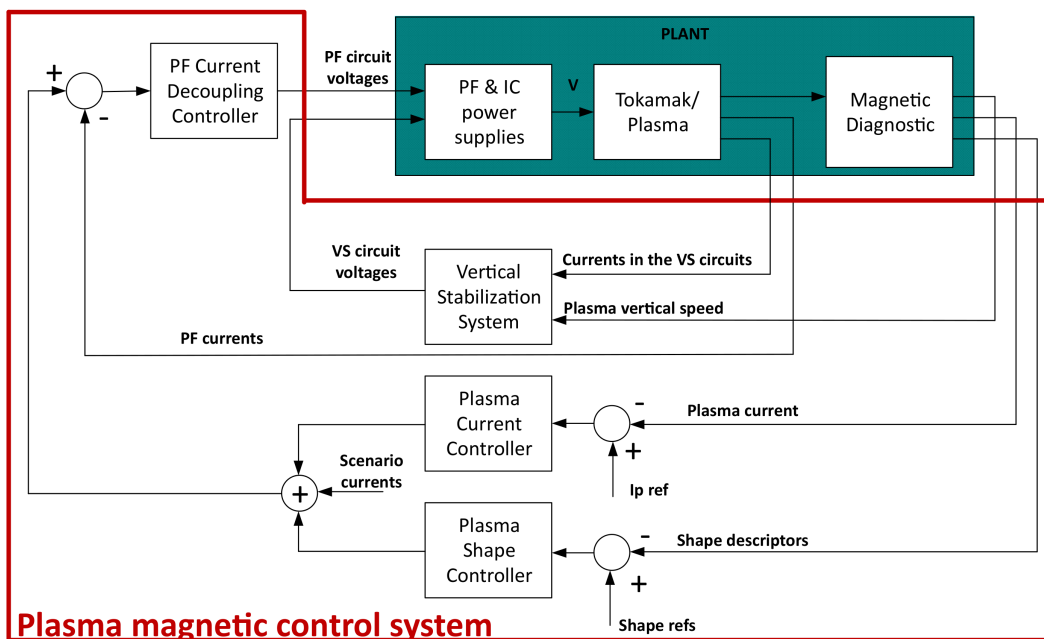 PLANT
PF circuit
voltages
+
-
PF Current
Decoupling
Controller
PF & IC
power
supplies
V
Tokamak/
Plasma
Magnetic
Diagnostic
VS circuit
voltages
Vertical
Stabilization
System
Currents in the VS circuits
Plasma vertical speed
PF currents
Plasma
Current
Controller
-
+
Plasma current
Scenario
currents
+
Ip ref
Plasma
Shape
Controller
-
+
Shape descriptors
Shape refs
Plasma magnetic control system